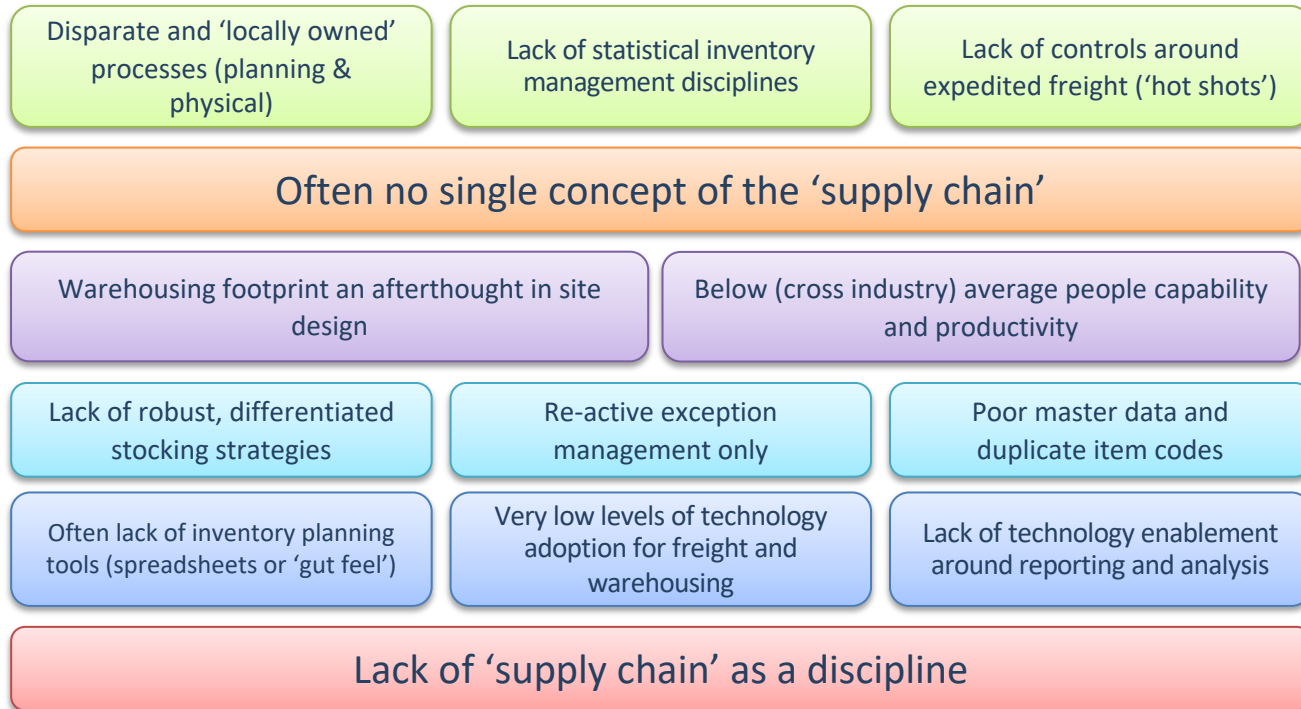 Disparate and ‘locally owned’
processes (planning &
physical)
Lack of statistical inventory
management disciplines
Lack of controls around
expedited freight (‘hot shots’)
Often no single concept of the ‘supply chain’
Warehousing footprint an afterthought in site
design
Below (cross industry) average people capability
and productivity
Lack of robust, differentiated
stocking strategies
Re-active exception
management only
Poor master data and
duplicate item codes
Often lack of inventory planning
tools (spreadsheets or ‘gut feel’)
Very low levels of technology
adoption for freight and
warehousing
Lack of technology enablement
around reporting and analysis
Lack of ‘supply chain’ as a discipline